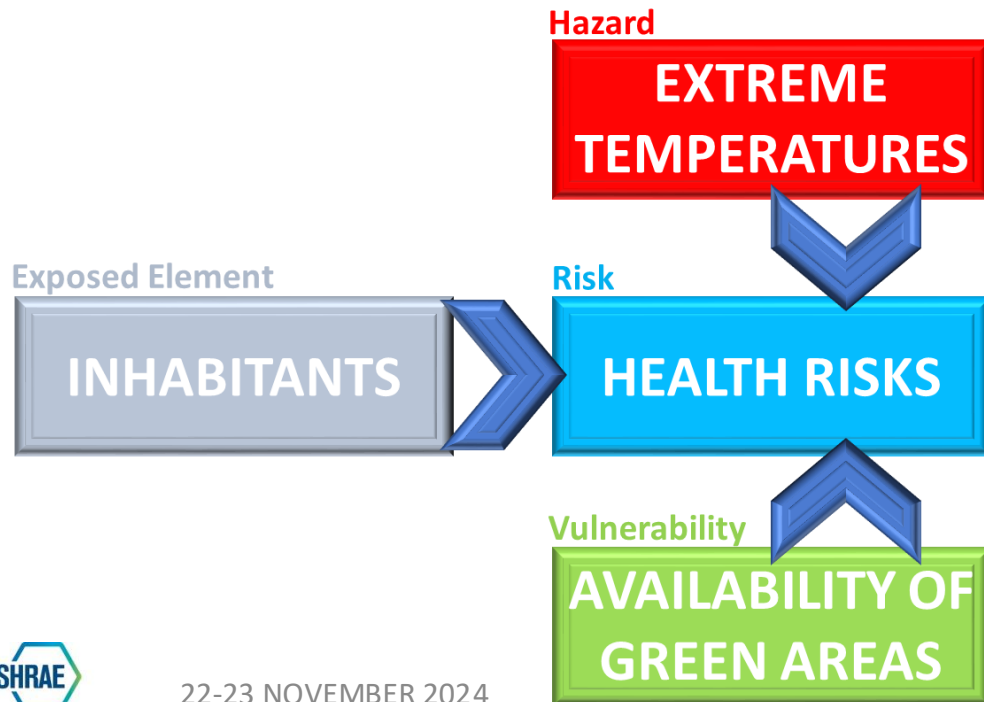 Hazard
EXTREME
TEMPERATURES
Exposed Element
INHABITANTS
Risk
HEALTH RISKS
Vulnerability
AVAILABILITY OF
GREEN AREAS
SHRAE
22-23 NOVEMBER 2024